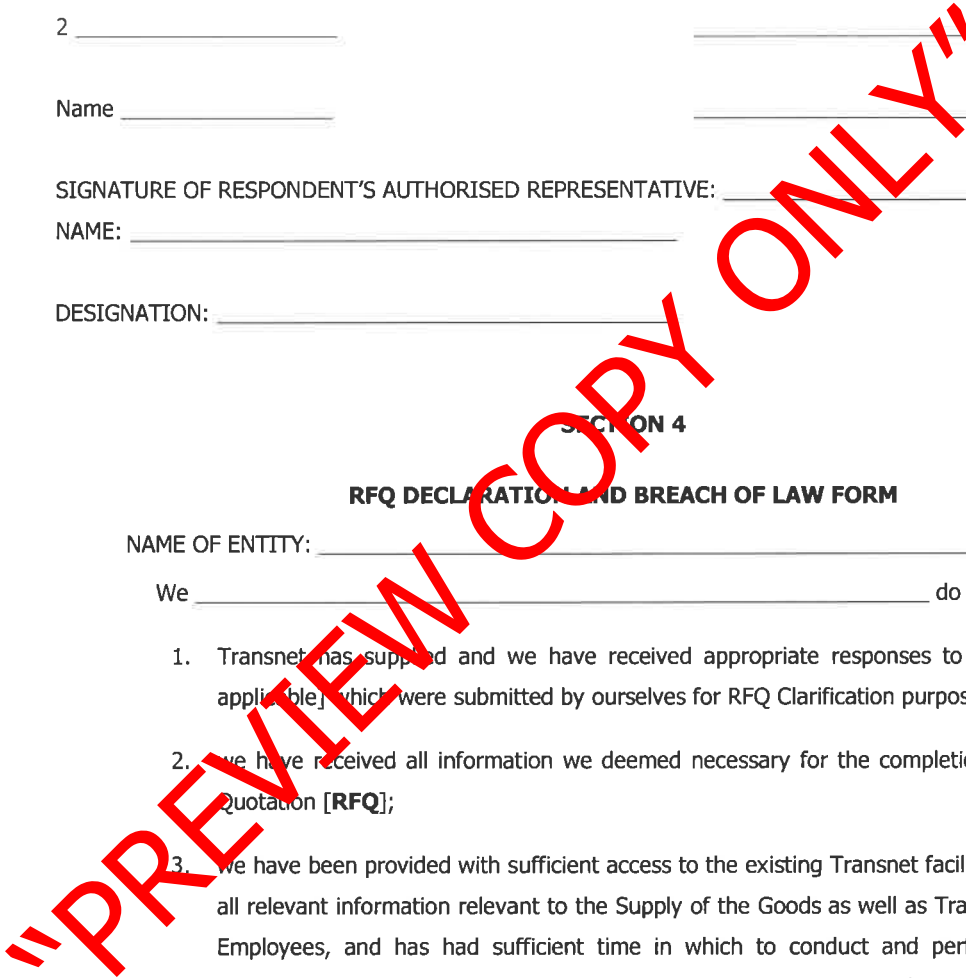 2
Name
SIGNATURE OF RESPONDENT'S AUTHORISED REPRESENTATIVE:
NAME:
DESIGNATION:
SECTION 4
RFQ DECLARATION AND BREACH OF LAW FORM
NAME OF ENTITY:
We do
1. Transnet has supplied and we have received appropriate responses to
applicable] which were submitted by ourselves for RFQ Clarification
2. we have received all information we deemed necessary for the
Quotation [RFQ];
3. we have been provided with sufficient access to the existing Transnet
all relevant information relevant to the Supply of the Goods as well as
Employees, and has had sufficient time in which to conduct and
"PREVIEW COPY ONLY"